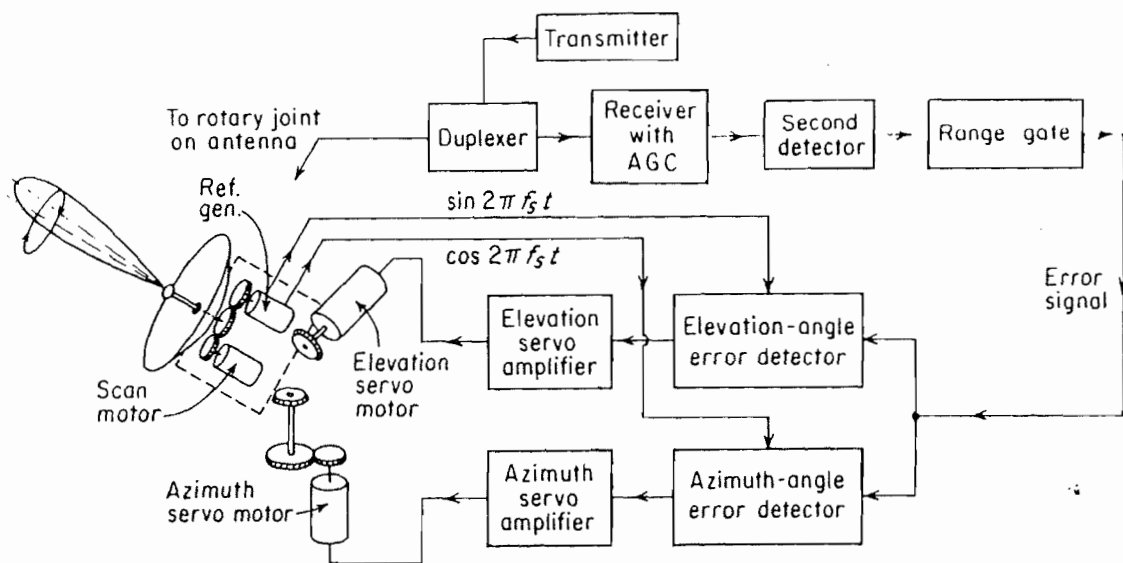 Transmitter
To rotary joint
on antenna
Duplexer
Receiver
with
AGC
Second
detector
Range gate
Ref.
gen.
sin 2π fₛ t
cos 2π fₛ t
Error
signal
Elevation
servo
amplifier
Elevation-angle
error detector
Elevation
servo
motor
Scan
motor
Azimuth
servo motor
Azimuth
servo
amplifier
Azimuth-angle
error detector